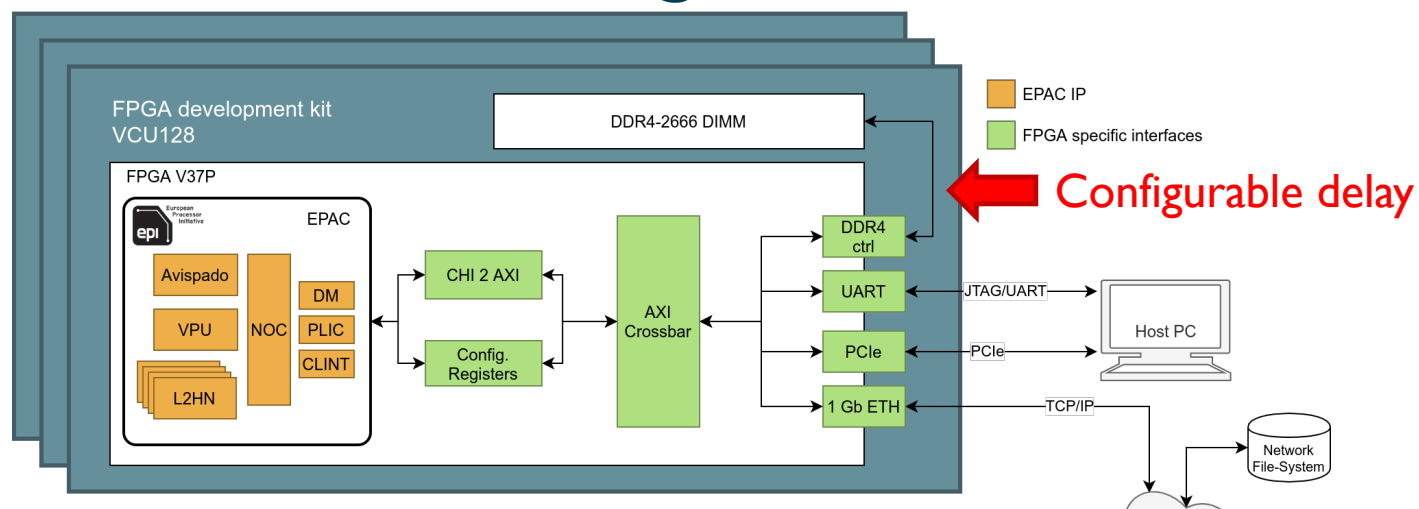 FPGA development kit
VCU128
DDR4-2666 DIMM
EPAC IP
FPGA specific interfaces
Configurable delay
FPGA V37P
European
Processor
Initiative
epi
EPAC
Avispado
VPU
L2HN
NOC
DM
PLIC
CLINT
CHI 2 AXI
Config.
Registers
AXI
Crossbar
DDR4
ctrl
UART
PCIe
1 Gb ETH
JTAG/UART
PCIe
TCP/IP
Host PC
Network
File-System